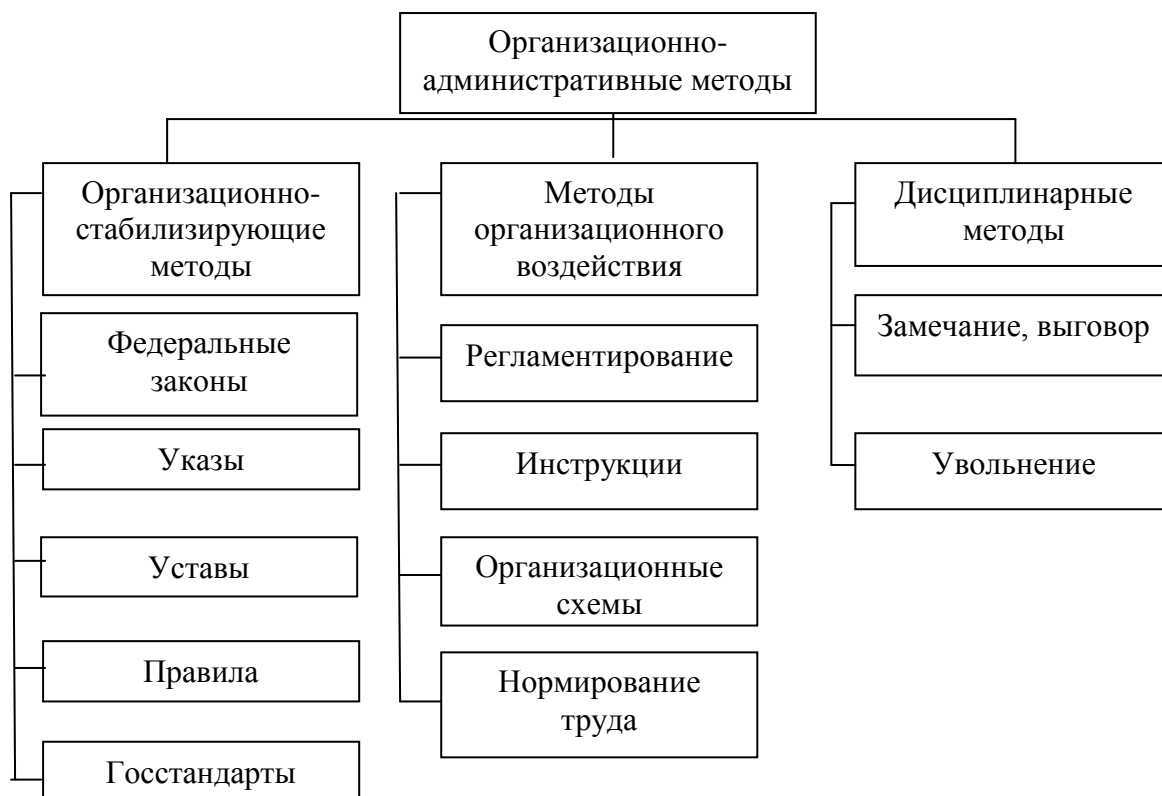 Организационно-
административные методы
Организационно-
стабилизирующие
методы
Федеральные
законы
Указы
Уставы
Правила
Госстандарты
Методы
организационного
воздействия
Регламентирование
Инструкции
Организационные
схемы
Нормирование
труда
Дисциплинарные
методы
Замечание, выговор
Увольнение